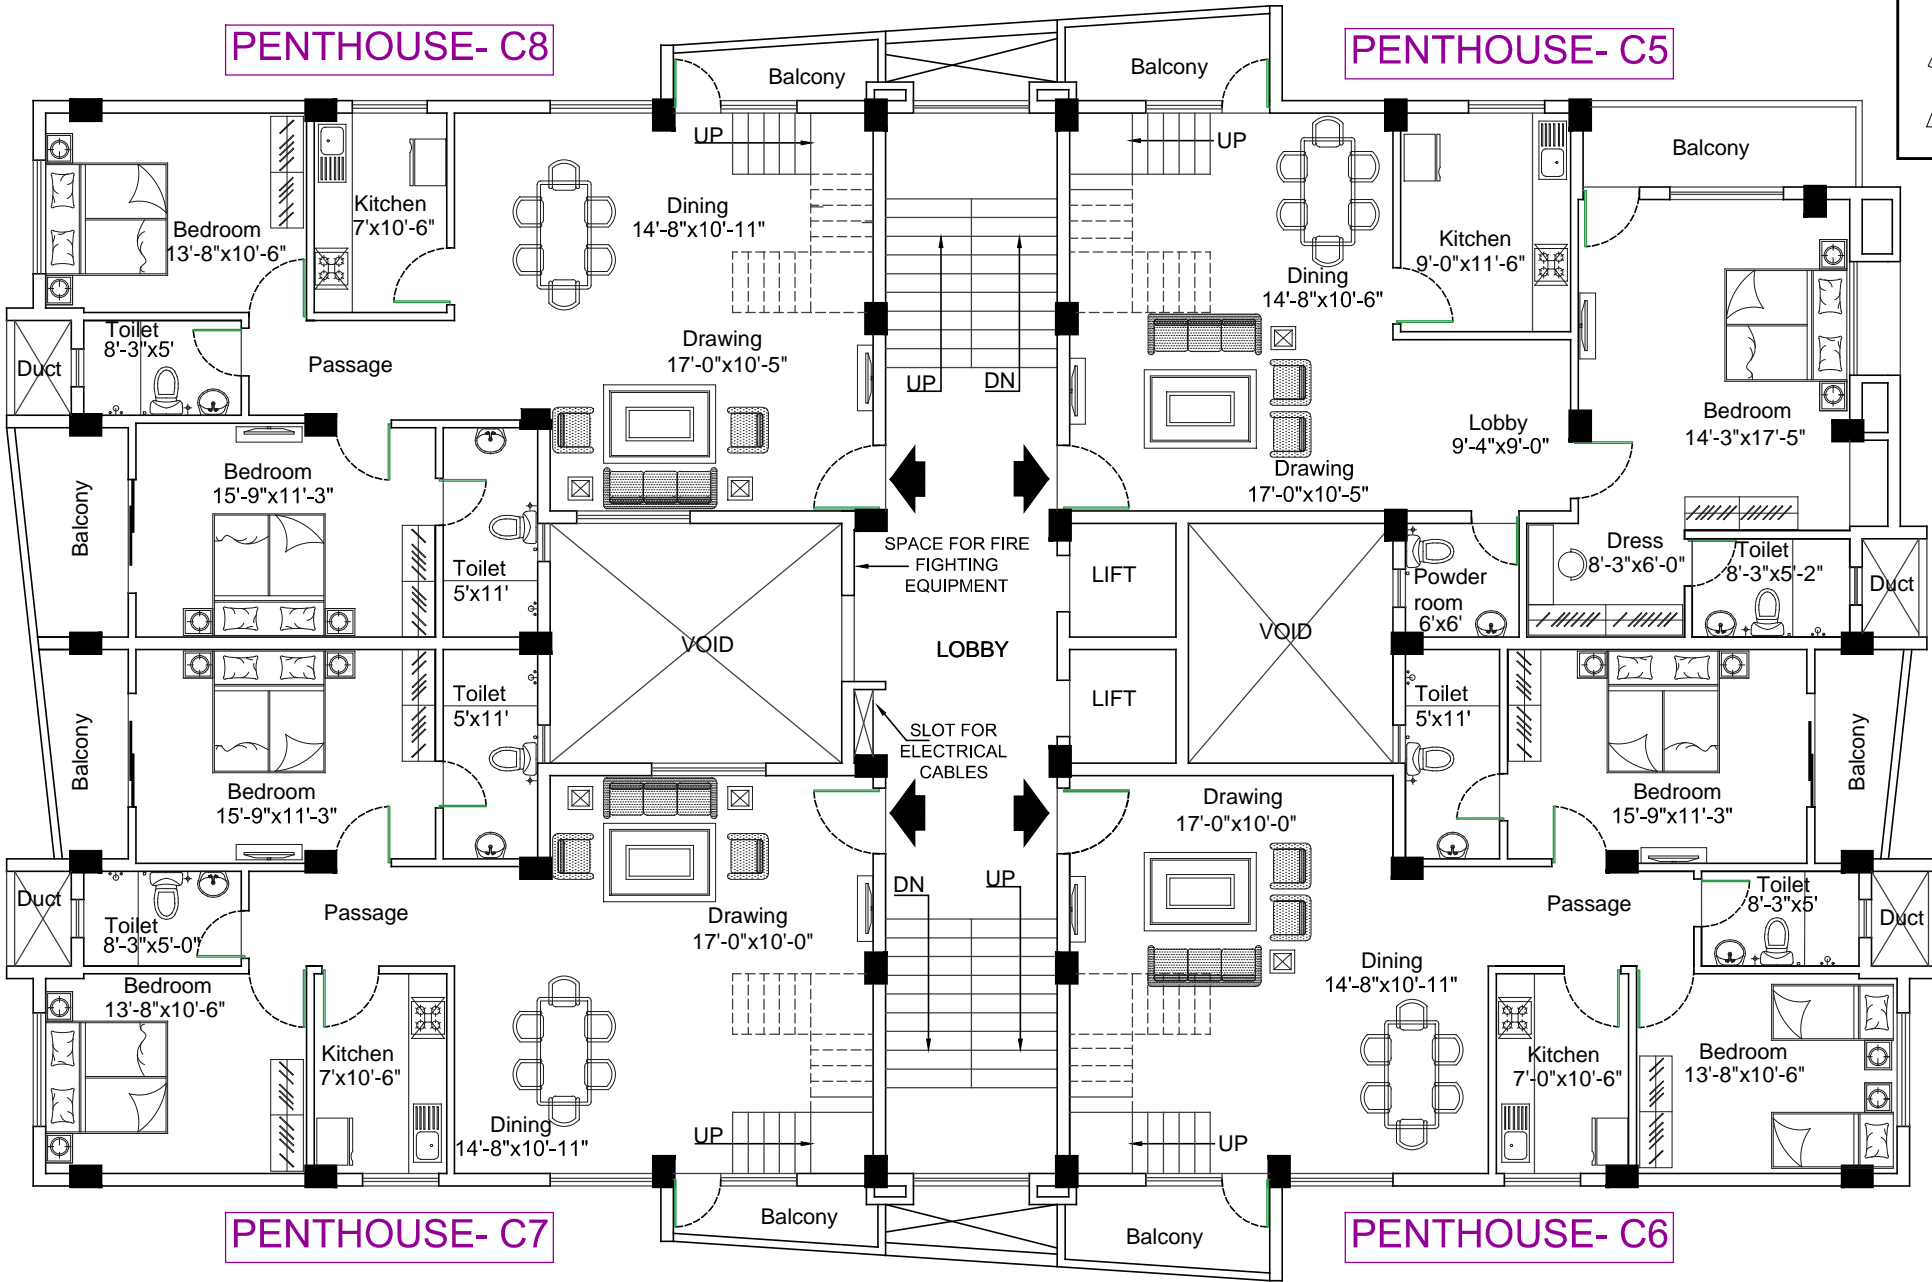 PENTHOUSE- C8
PENTHOUSE- C5
Balcony
Balcony
UP
UP
Balcony
Bedroom
13'-8"x10'-6"
Kitchen
7'x10'-6"
Dining
14'-8"x10'-11"
Dining
14'-8"x10'-6"
Kitchen
9'-0"x11'-6"
Toilet
8'-3"x5'
Duct
Passage
Drawing
17'-0"x10'-5"
UP
DN
Drawing
17'-0"x10'-5"
Lobby
9'-4"x9'-0"
Bedroom
14'-3"x17'-5"
Balcony
Bedroom
15'-9"x11'-3"
Toilet
5'x11'
SPACE FOR FIRE
FIGHTING
EQUIPMENT
LIFT
Powder
room
6'x6'
Dress
8'-3"x6'-0"
Toilet
8'-3"x5'-2"
Duct
VOID
LOBBY
VOID
Balcony
Bedroom
15'-9"x11'-3"
Toilet
5'x11'
SLOT FOR
ELECTRICAL
CABLES
LIFT
Toilet
5'x11'
Bedroom
15'-9"x11'-3"
Balcony
Drawing
17'-0"x10'-0"
Duct
Toilet
8'-3"x5'-0"
Passage
Drawing
17'-0"x10'-0"
DN
UP
Passage
Toilet
8'-3"x5'
Duct
Bedroom
13'-8"x10'-6"
Kitchen
7'x10'-6"
Dining
14'-8"x10'-11"
Dining
14'-8"x10'-11"
Kitchen
7'-0"x10'-6"
Bedroom
13'-8"x10'-6"
UP
UP
Balcony
Balcony
PENTHOUSE- C7
PENTHOUSE- C6